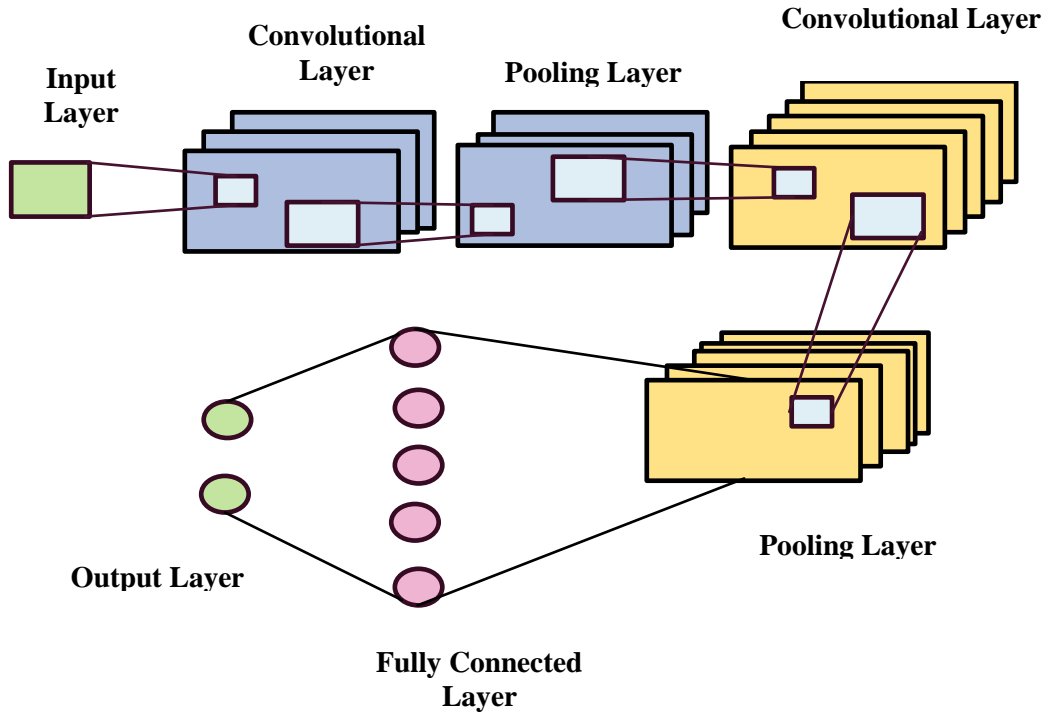 Input
Layer
Convolutional
Layer
Pooling Layer
Convolutional Layer
Pooling Layer
Fully Connected
Layer
Output Layer